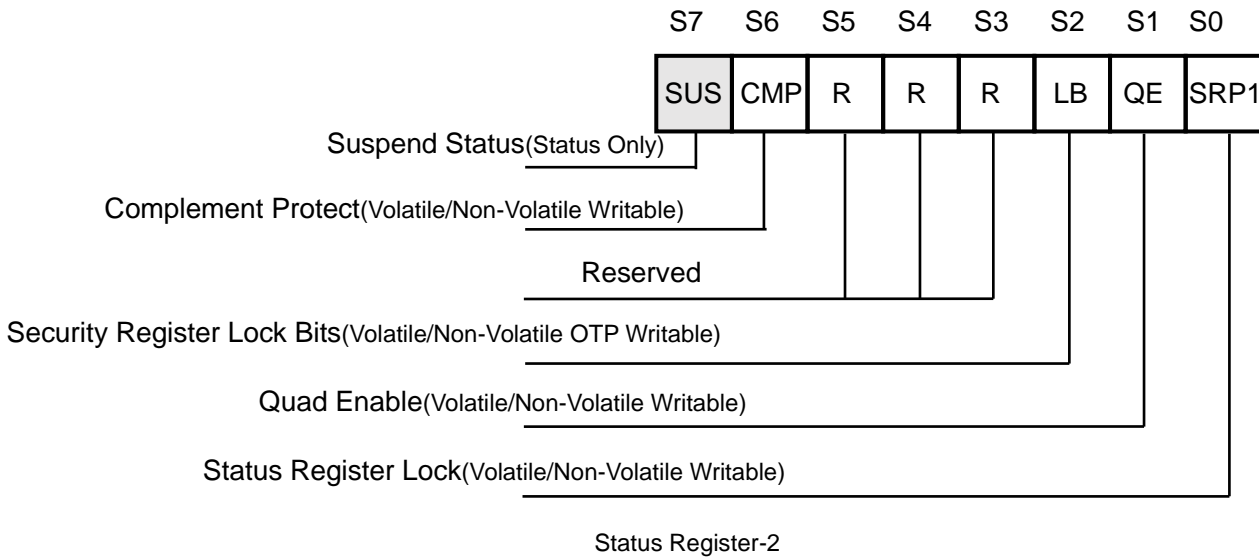 S7 S6 S5 S4 S3 S2 S1 S0
SUS CMP R R R LB QE SRP1
Suspend Status(Status Only)
Complement Protect(Volatile/Non-Volatile Writable)
Reserved
Security Register Lock Bits(Volatile/Non-Volatile OTP Writable)
Quad Enable(Volatile/Non-Volatile Writable)
Status Register Lock(Volatile/Non-Volatile Writable)
Status Register-2